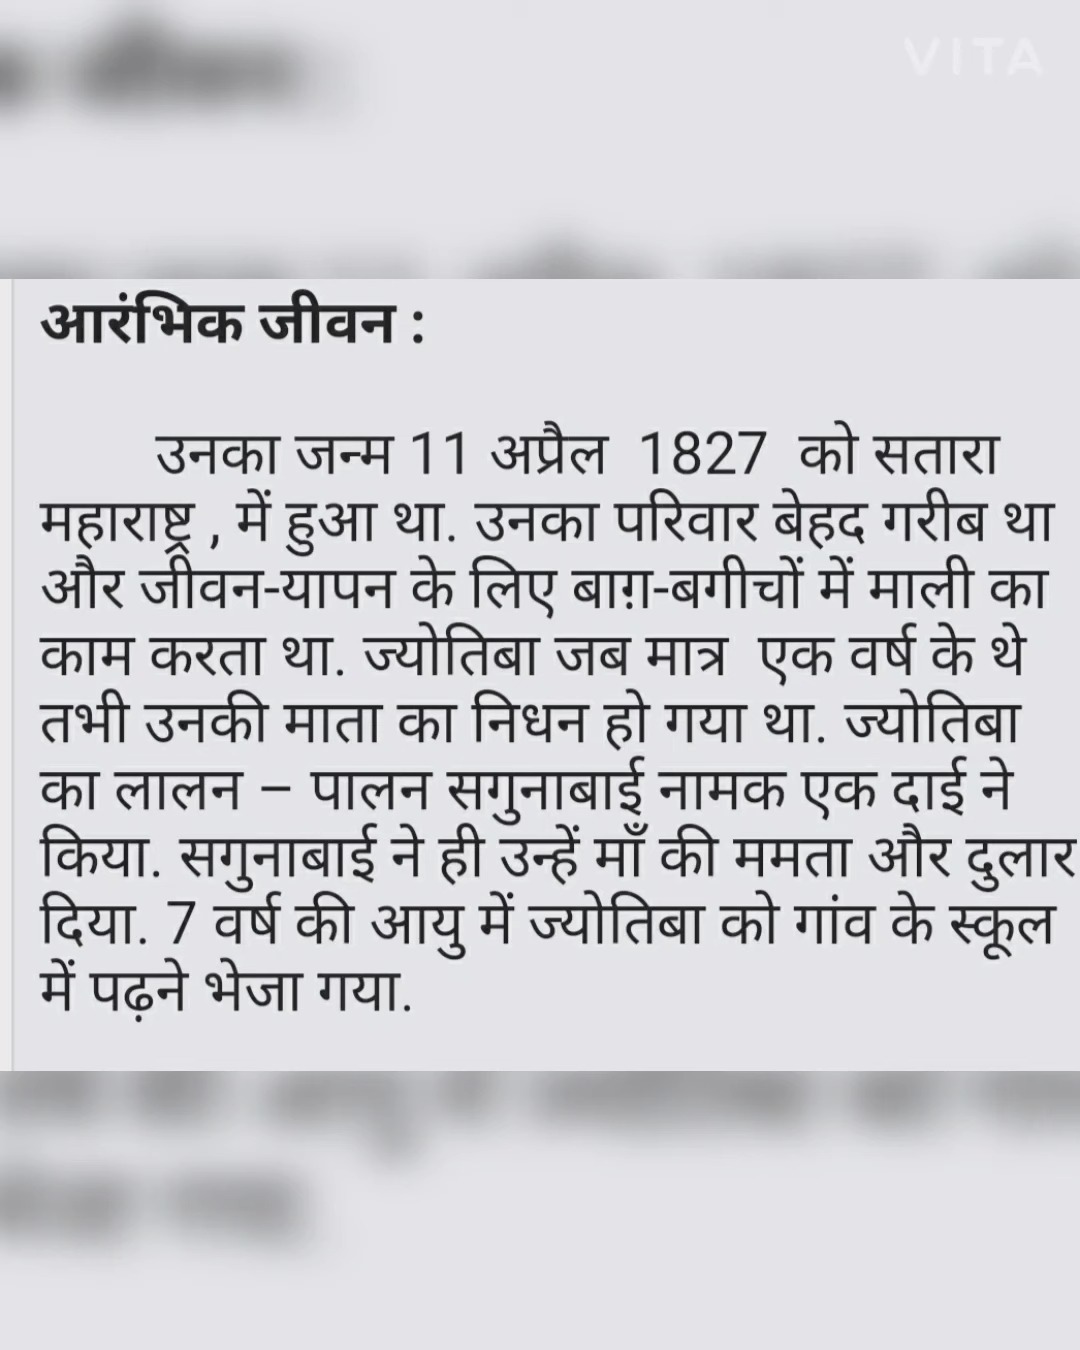 VITA
आरंभिक जीवन :
उनका जन्म 11 अप्रैल 1827 को सतारा
महाराष्ट्र , में हुआ था. उनका परिवार बेहद गरीब था
और जीवन-यापन के लिए बाग़-बगीचों में माली का
काम करता था. ज्योतिबा जब मात्र एक वर्ष के थे
तभी उनकी माता का निधन हो गया था. ज्योतिबा
का लालन – पालन सगुनाबाई नामक एक दाई ने
किया. सगुनाबाई ने ही उन्हें माँ की ममता और दुलार
दिया. 7 वर्ष की आयु में ज्योतिबा को गांव के स्कूल
में पढ़ने भेजा गया.